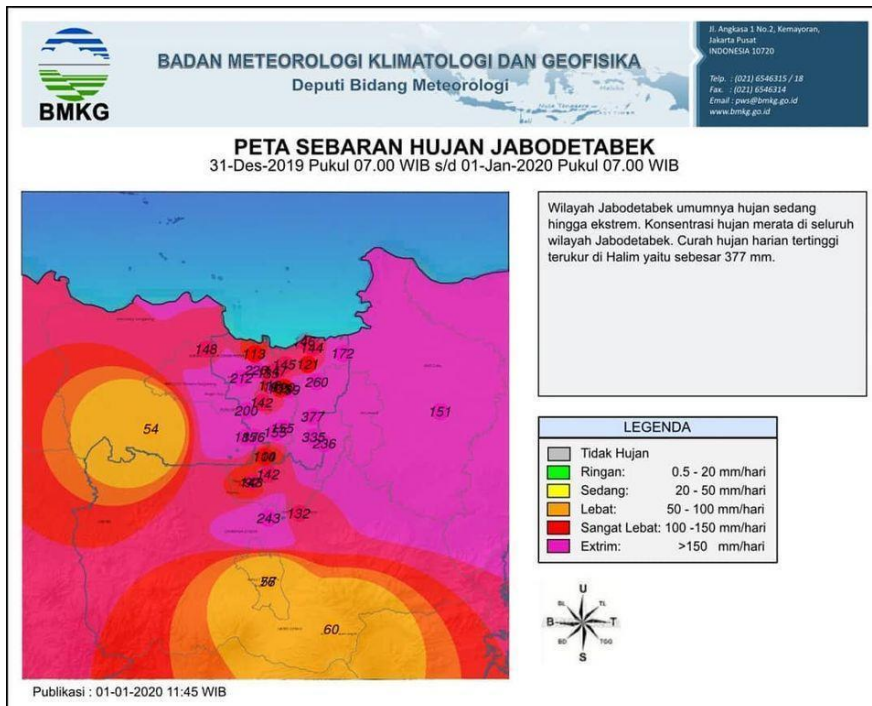 BMKG
BADAN METEOROLOGI KLIMATOLOGI DAN GEOFISIKA
Deputi Bidang Meteorologi
Jl. Angkasa 1 No.2, Kemayoran,
Jakarta Pusat
INDONESIA 10720
Telp. : (021) 6546315 / 18
Fax. : (021) 6546314
Email : pws@bmkg.go.id
www.bmkg.go.id
PETA SEBARAN HUJAN JABODETABEK
31-Des-2019 Pukul 07.00 WIB s/d 01-Jan-2020 Pukul 07.00 WIB
Wilayah Jabodetabek umumnya hujan sedang
hingga ekstrem. Konsentrasi hujan merata di seluruh
wilayah Jabodetabek. Curah hujan harian tertinggi
terukur di Halim yaitu sebesar 377 mm.
148
113
144
172
145
121
212
260
142
200
377
151
54
155
335
236
142
243
132
60
LEGENDA
Tidak Hujan
Ringan: 0.5 - 20 mm/hari
Sedang: 20 - 50 mm/hari
Lebat: 50 - 100 mm/hari
Sangat Lebat: 100 -150 mm/hari
Extrim: >150 mm/hari
U
BL TL
B T
BD TGG
S
Publikasi : 01-01-2020 11:45 WIB